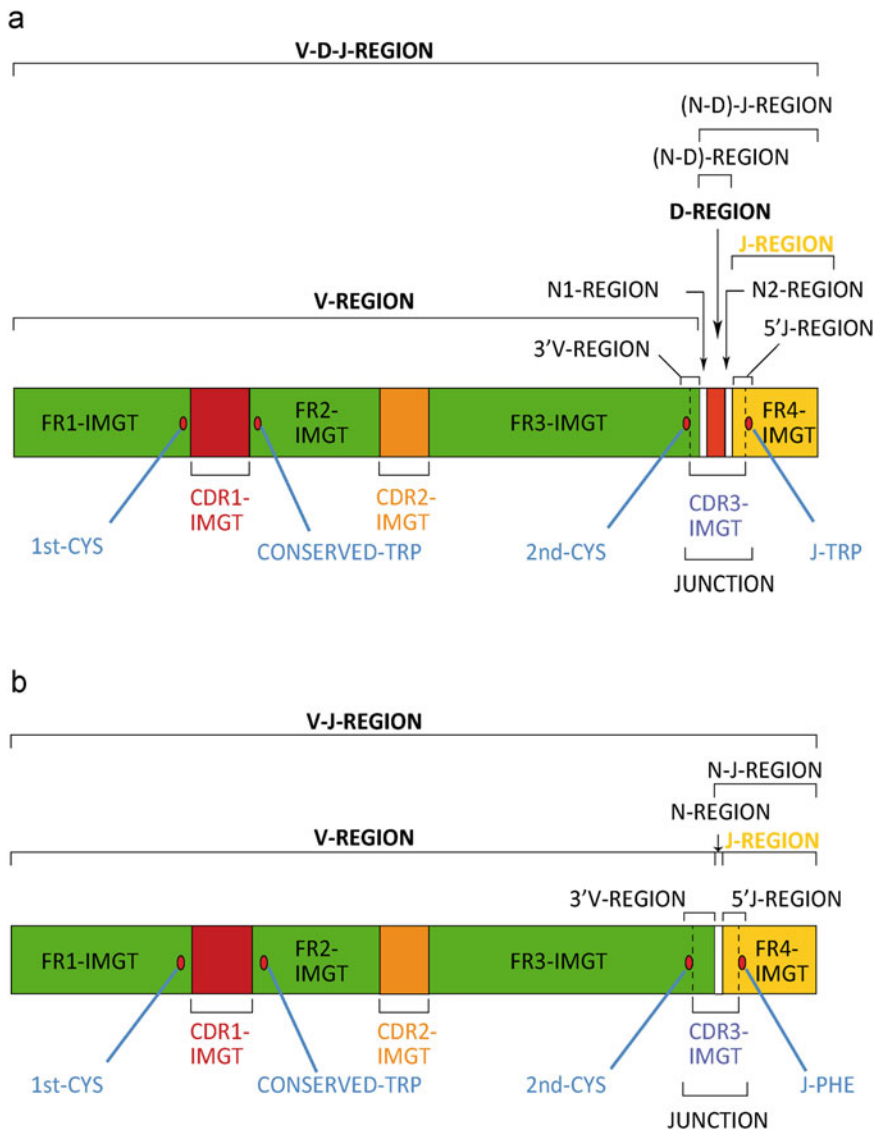 a
V-D-J-REGION
(N-D)-J-REGION
(N-D)-REGION
D-REGION
J-REGION
N1-REGION
N2-REGION
V-REGION
5'J-REGION
3'V-REGION
FR1-IMGT
FR2-
IMGT
FR3-IMGT
FR4-
IMGT
CDR1-
IMGT
CDR2-
IMGT
CDR3-
IMGT
1st-CYS
CONSERVED-TRP
2nd-CYS
J-TRP
JUNCTION
b
V-J-REGION
N-J-REGION
N-REGION
V-REGION
J-REGION
3'V-REGION
5'J-REGION
FR1-IMGT
FR2-
IMGT
FR3-IMGT
FR4-
IMGT
CDR1-
IMGT
CDR2-
IMGT
CDR3-
IMGT
1st-CYS
CONSERVED-TRP
2nd-CYS
J-PHE
JUNCTION